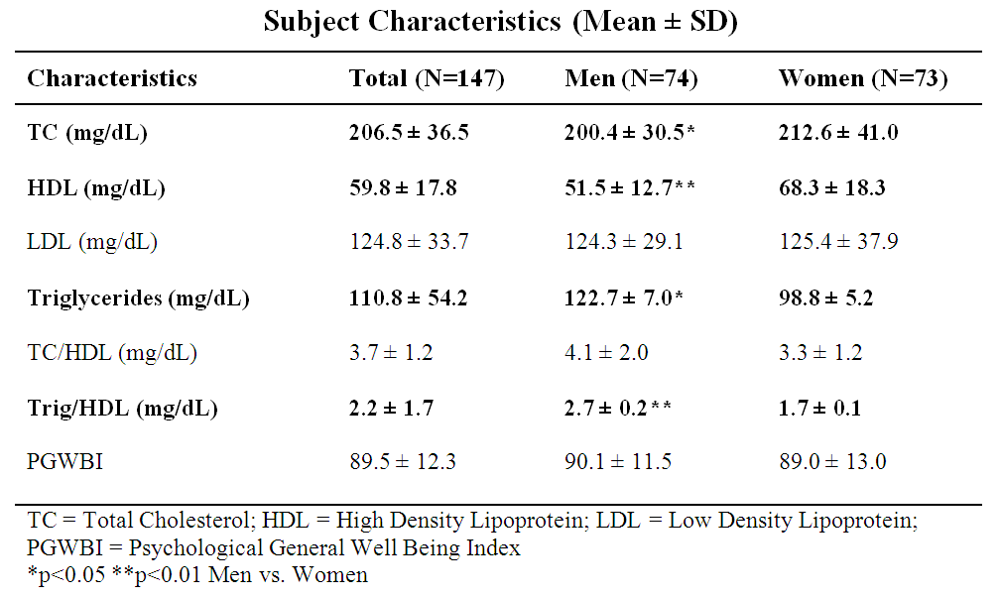 Subject Characteristics (Mean ± SD)
Characteristics Total (N=147) Men (N=74) Women (N=73)
TC (mg/dL) 206.5 ± 36.5 200.4 ± 30.5* 212.6 ± 41.0
HDL (mg/dL) 59.8 ± 17.8 51.5 ± 12.7** 68.3 ± 18.3
LDL (mg/dL) 124.8 ± 33.7 124.3 ± 29.1 125.4 ± 37.9
Triglycerides (mg/dL) 110.8 ± 54.2 122.7 ± 7.0* 98.8 ± 5.2
TC/HDL (mg/dL) 3.7 ± 1.2 4.1 ± 2.0 3.3 ± 1.2
Trig/HDL (mg/dL) 2.2 ± 1.7 2.7 ± 0.2** 1.7 ± 0.1
PGWBI 89.5 ± 12.3 90.1 ± 11.5 89.0 ± 13.0
TC = Total Cholesterol; HDL = High Density Lipoprotein; LDL = Low Density Lipoprotein;
PGWBI = Psychological General Well Being Index
*p<0.05 **p<0.01 Men vs. Women